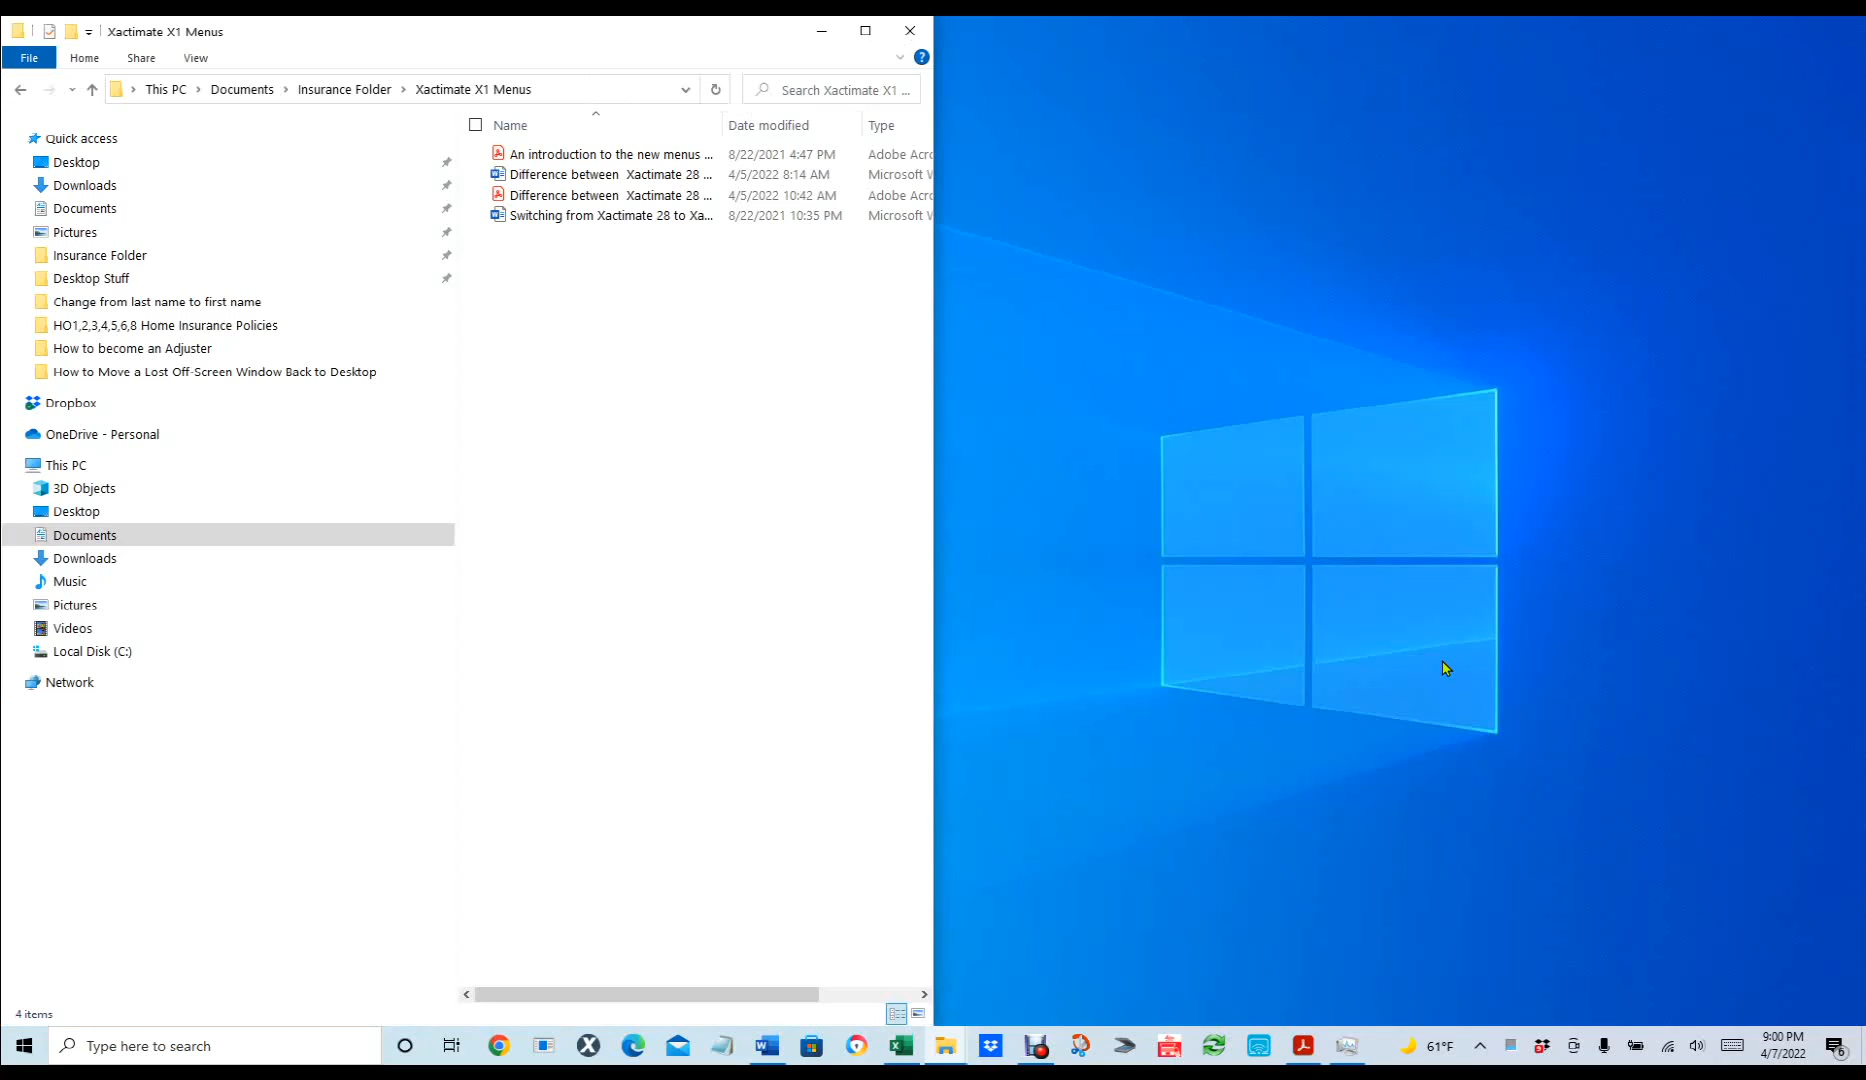 Xactimate X1 Menus
File Home Share View
This PC Documents Insurance Folder Xactimate X1 Menus
Search Xactimate X1 ...
Name Date modified Type
An introduction to the new menus ... 8/22/2021 4:47 PM Adobe Acro
Difference between Xactimate 28 ... 4/5/2022 8:14 AM Microsoft W
Difference between Xactimate 28 ... 4/5/2022 10:42 AM Adobe Acro
Switching from Xactimate 28 to Xa... 8/22/2021 10:35 PM Microsoft W
Quick access
Desktop
Downloads
Documents
Pictures
Insurance Folder
Desktop Stuff
Change from last name to first name
HO1,2,3,4,5,6,8 Home Insurance Policies
How to become an Adjuster
How to Move a Lost Off-Screen Window Back to Desktop
Dropbox
OneDrive - Personal
This PC
3D Objects
Desktop
Documents
Downloads
Music
Pictures
Videos
Local Disk (C:)
Network
4 items
Type here to search
61°F
9:00 PM
4/7/2022
6